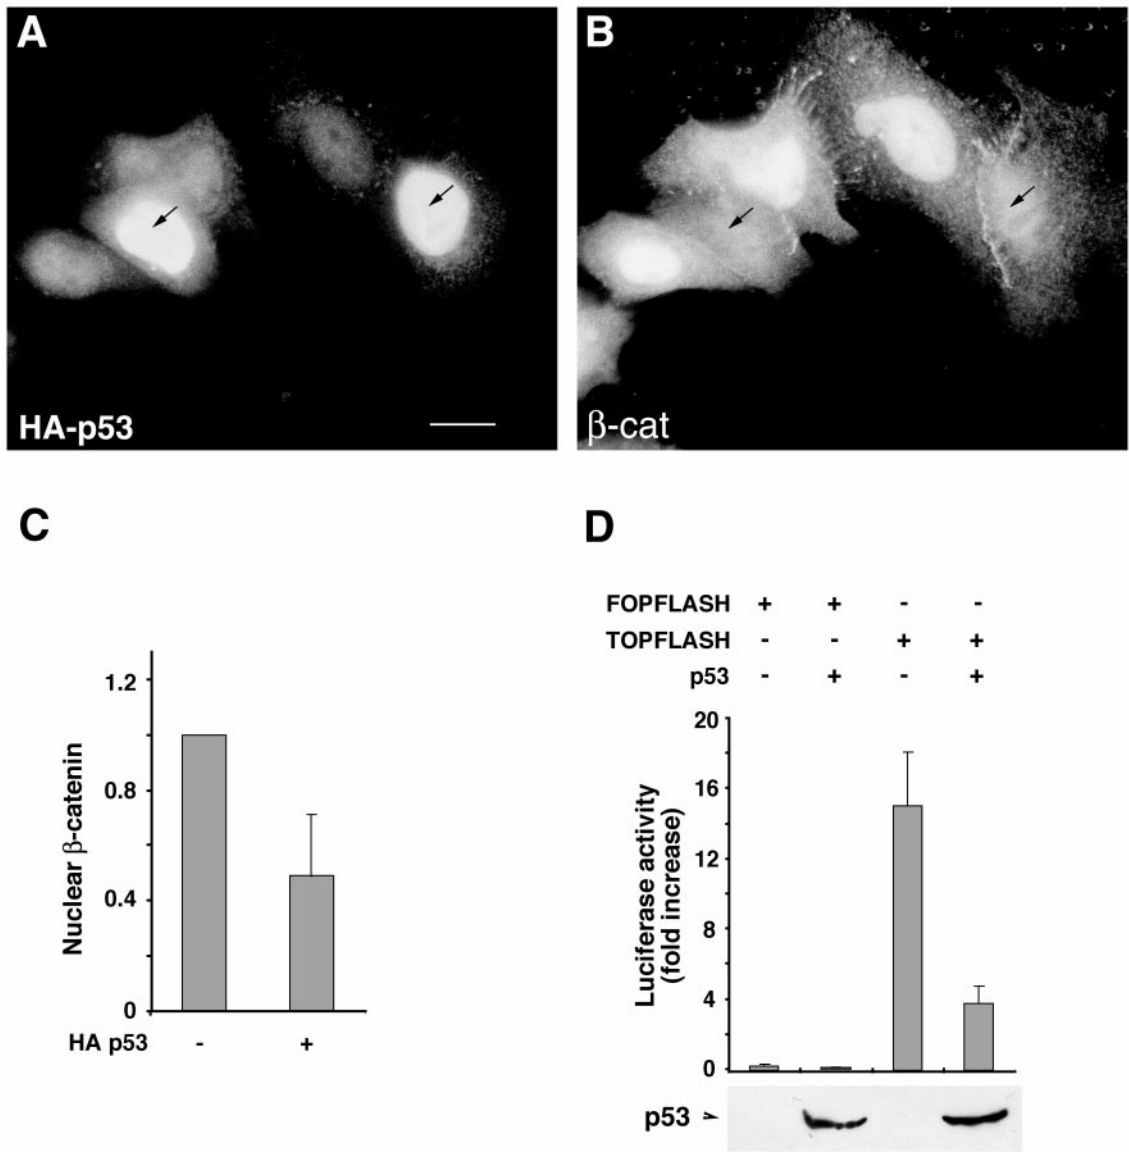 A
B
HA-p53
β-cat
C
D
FOPFLASH + + - -
TOPFLASH - - + +
p53 - + - +
1.2
0.8
0.4
0
Nuclear β-catenin
HA p53 - +
20
16
12
8
4
0
Luciferase activity
(fold increase)
p53